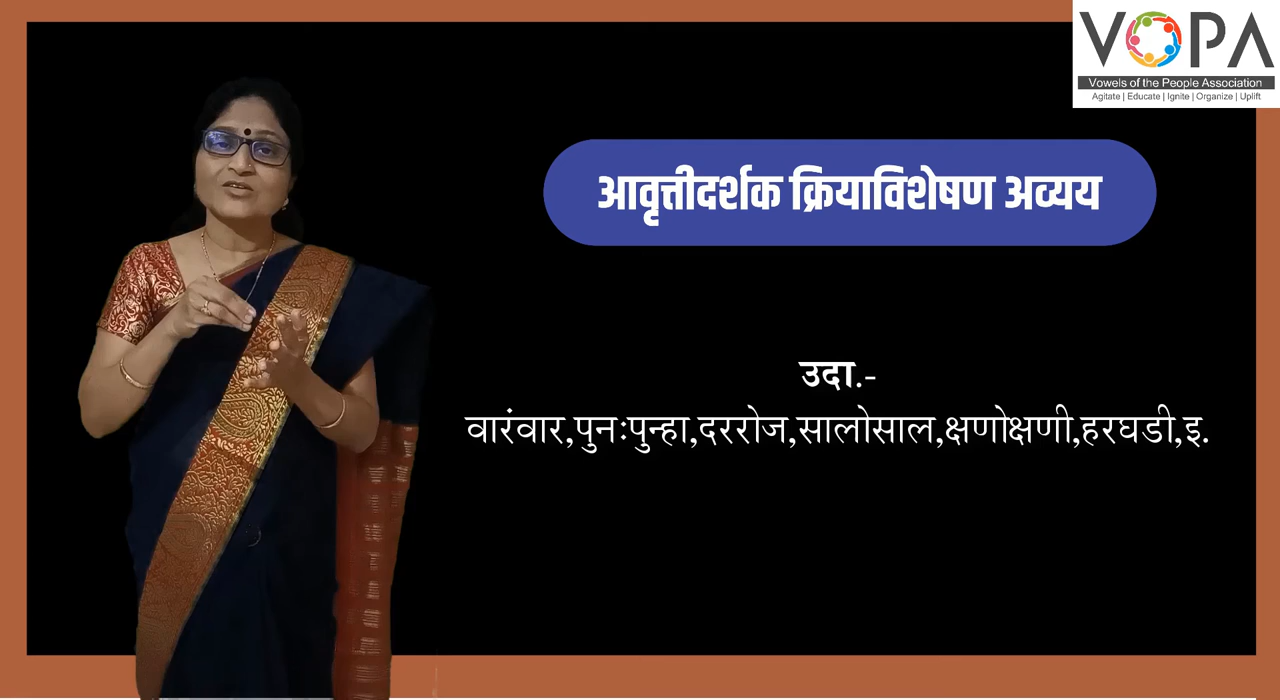 VOPA
Vowels of the People Association
Agitate | Educate | Ignite | Organize | Uplift
आवृत्तीदर्शक क्रियाविशेषण अव्यय
उदा.-
वारंवार,पुनःपुन्हा,दररोज,सालोसाल,क्षणोक्षणी,हरघडी,इ.